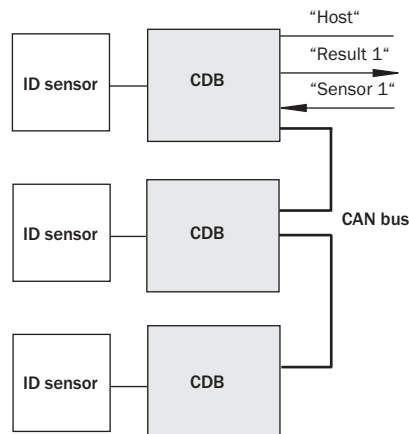 “Host“
“Result 1“
“Sensor 1“
ID sensor
CDB
ID sensor
CDB
CAN bus
ID sensor
CDB